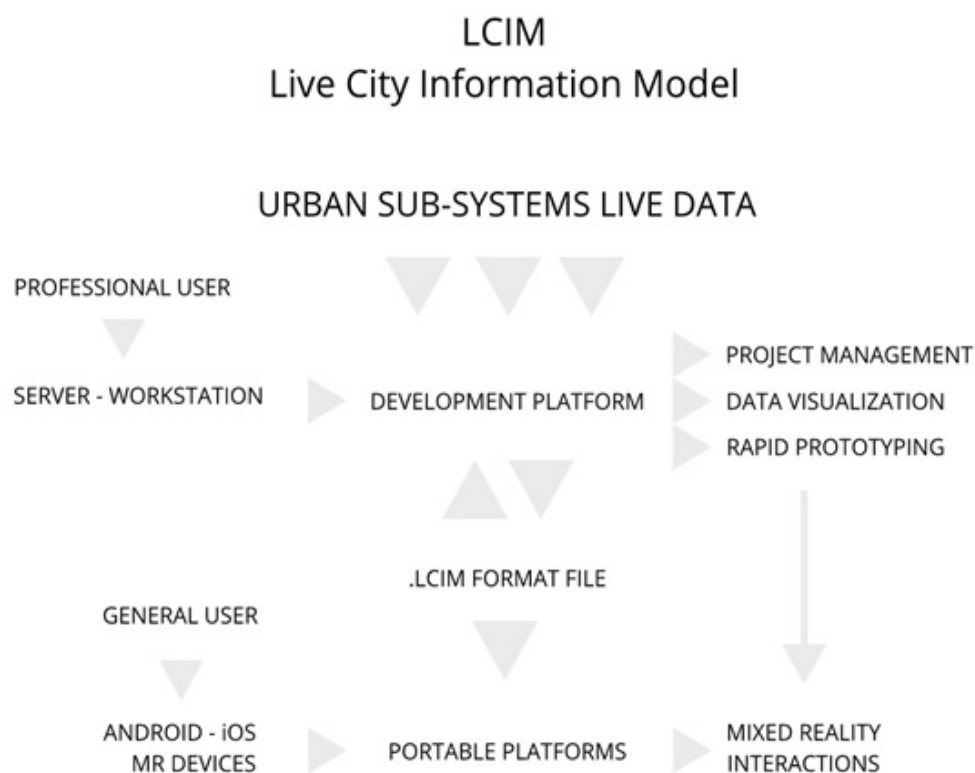 LCIM
Live City Information Model
URBAN SUB-SYSTEMS LIVE DATA
PROFESSIONAL USER
SERVER - WORKSTATION
DEVELOPMENT PLATFORM
PROJECT MANAGEMENT
DATA VISUALIZATION
RAPID PROTOTYPING
.LCIM FORMAT FILE
GENERAL USER
ANDROID - iOS
MR DEVICES
PORTABLE PLATFORMS
MIXED REALITY
INTERACTIONS